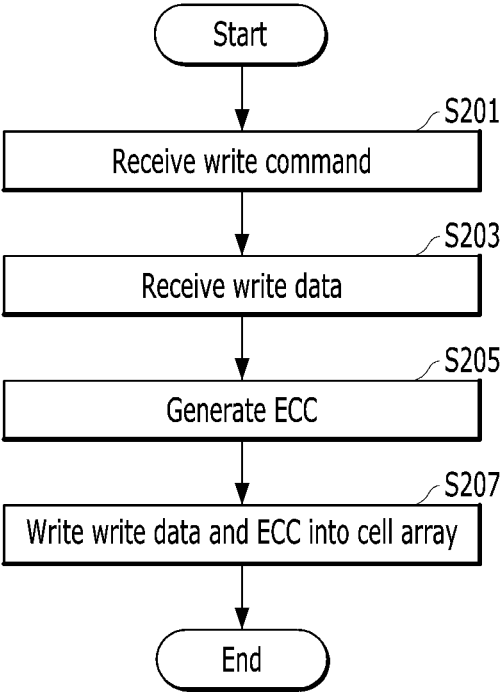 Start
S201
Receive write command
S203
Receive write data
S205
Generate ECC
S207
Write write data and ECC into cell array
End